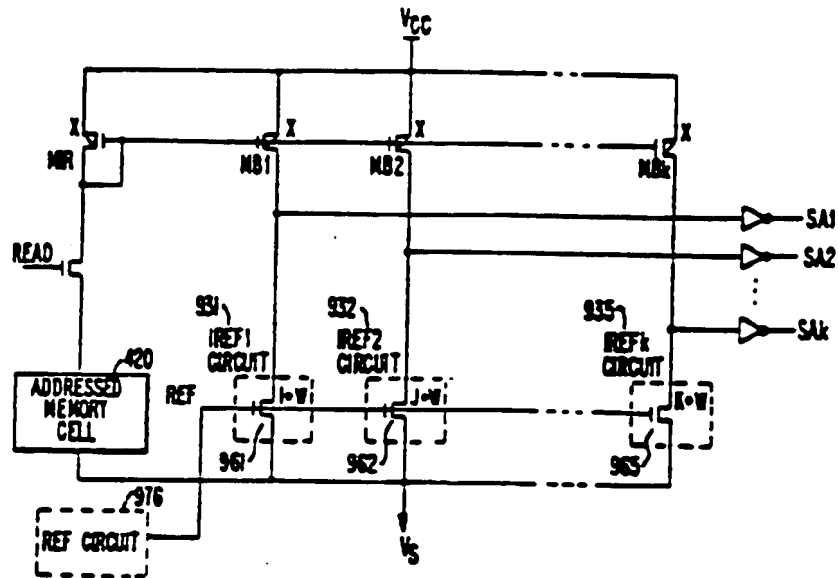 VCC
X
X
X
X
MIR
MB1
MB2
MBk
SA1
READ
SA2
SAk
931
IREF1
CIRCUIT
932
IREF2
CIRCUIT
935
IREFk
CIRCUIT
420
ADDRESSED
MEMORY
CELL
REF
I•W
J•W
K•W
961
962
965
976
REF CIRCUIT
VS